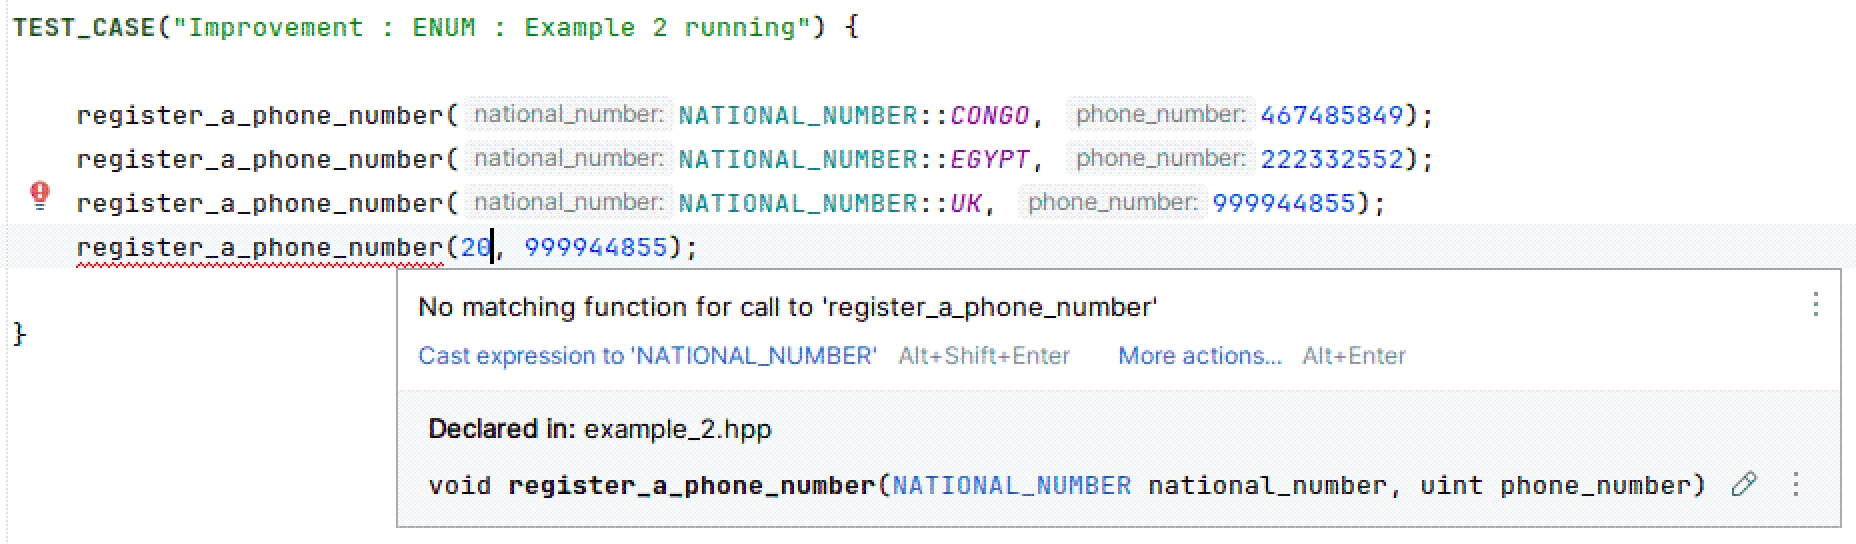 TEST_CASE("Improvement : ENUM : Example 2 running") {
register_a_phone_number( national_number: NATIONAL_NUMBER::CONGO, phone_number: 467485849);
register_a_phone_number( national_number: NATIONAL_NUMBER::EGYPT, phone_number: 222332552);
register_a_phone_number( national_number: NATIONAL_NUMBER::UK, phone_number: 999944855);
register_a_phone_number(20, 999944855);
No matching function for call to 'register_a_phone_number'
Cast expression to 'NATIONAL_NUMBER' Alt+Shift+Enter More actions... Alt+Enter
}
Declared in: example_2.hpp
void register_a_phone_number(NATIONAL_NUMBER national_number, uint phone_number)